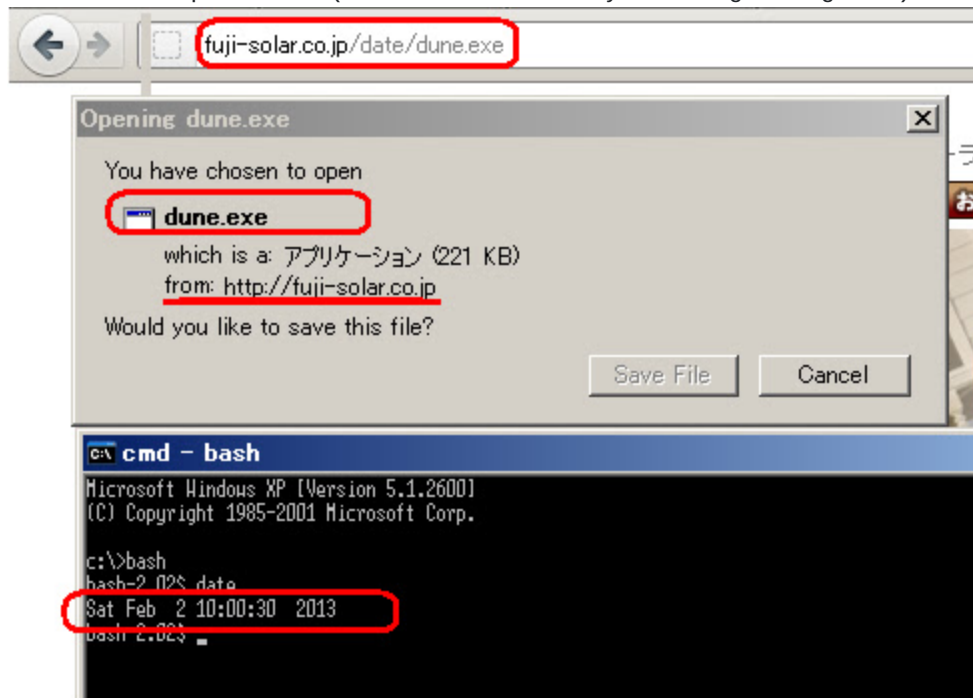 fuji-solar.co.jp/date/dune.exe
Opening dune.exe
You have chosen to open
dune.exe
which is a: アプリケーション (221 KB)
from: http://fuji-solar.co.jp
Would you like to save this file?
Save File
Cancel
お
cmd - bash
Microsoft Windows XP [Version 5.1.2600]
(C) Copyright 1985-2001 Microsoft Corp.
c:\>bash
bash-2.02$ date
Sat Feb  2 10:00:30  2013
bash-2.02$ _